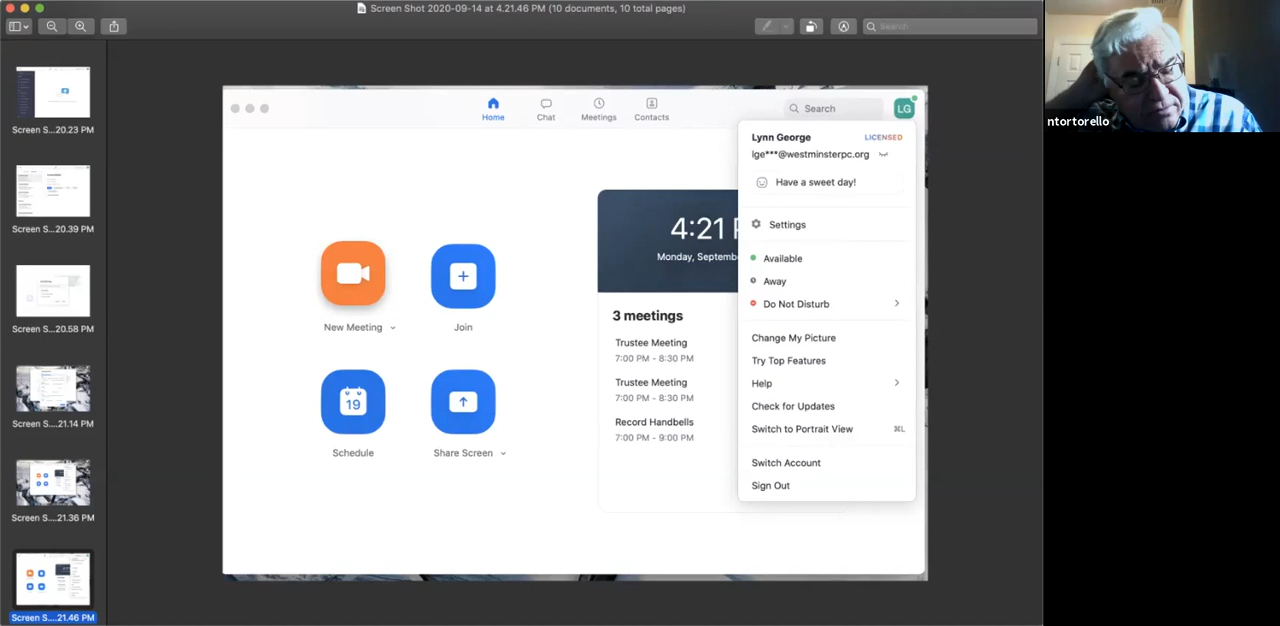 Screen Shot 2020-09-14 at 4.21.46 PM (10 documents, 10 total pages)
Search
Screen S...20.23 PM
Screen S...20.39 PM
Screen S...20.58 PM
Screen S....21.14 PM
Screen S....21.36 PM
Screen S....21.46 PM
Home
Chat
Meetings
Contacts
Search
LG
New Meeting
Join
19
Schedule
Share Screen
4:21
Monday, Septemb
3 meetings
Trustee Meeting
7:00 PM - 8:30 PM
Trustee Meeting
7:00 PM - 8:30 PM
Record Handbells
7:00 PM - 9:00 PM
Lynn George LICENSED
lge***@westminsterpc.org
Have a sweet day!
Settings
Available
Away
Do Not Disturb
Change My Picture
Try Top Features
Help
Check for Updates
Switch to Portrait View ⌘L
Switch Account
Sign Out
ntortorello